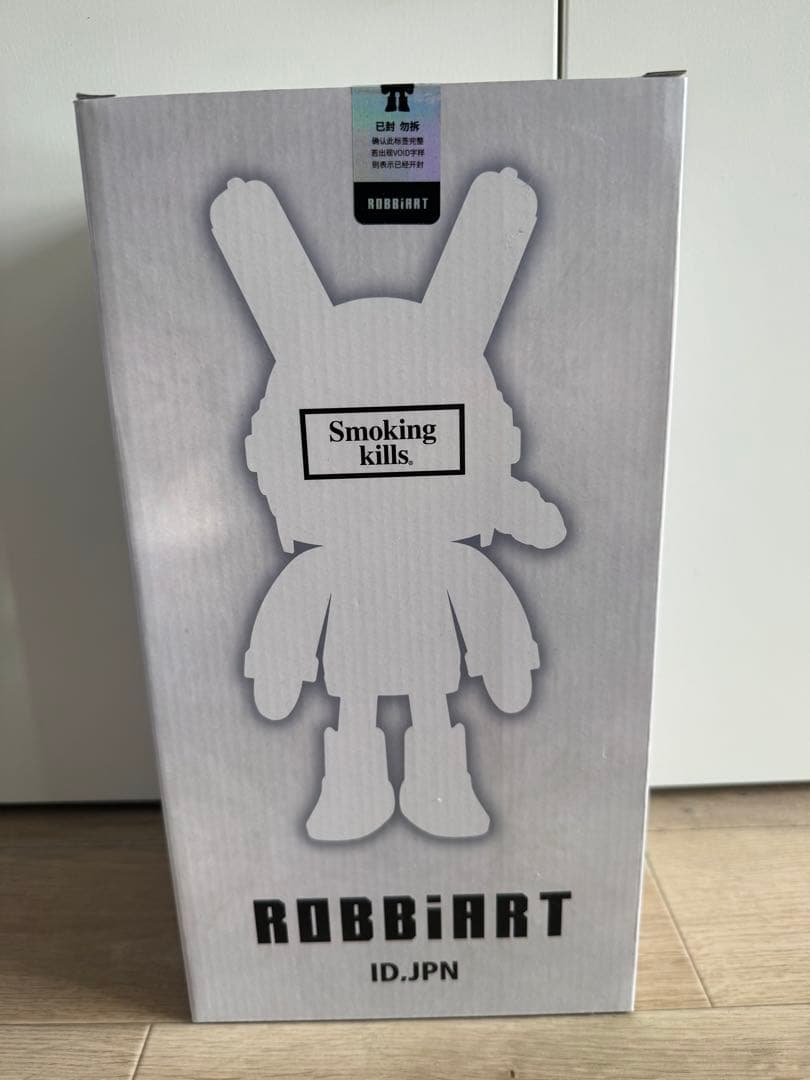 已封 勿拆
确认此标签完整
若出现VOID字样
则表示已经开封
ROBBiART
Smoking
kills®
ROBBiART
ID.JPN